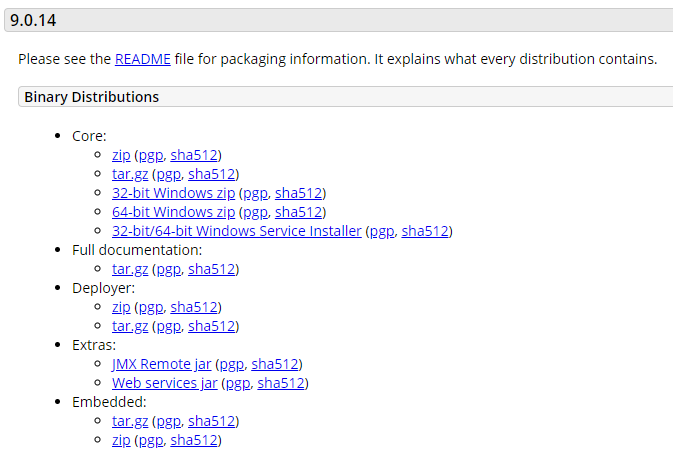 9.0.14
Please see the README file for packaging information. It explains what every distribution contains.
Binary Distributions
Core:
zip (pgp, sha512)
tar.gz (pgp, sha512)
32-bit Windows zip (pgp, sha512)
64-bit Windows zip (pgp, sha512)
32-bit/64-bit Windows Service Installer (pgp, sha512)
Full documentation:
tar.gz (pgp, sha512)
Deployer:
zip (pgp, sha512)
tar.gz (pgp, sha512)
Extras:
JMX Remote jar (pgp, sha512)
Web services jar (pgp, sha512)
Embedded:
tar.gz (pgp, sha512)
zip (pgp, sha512)